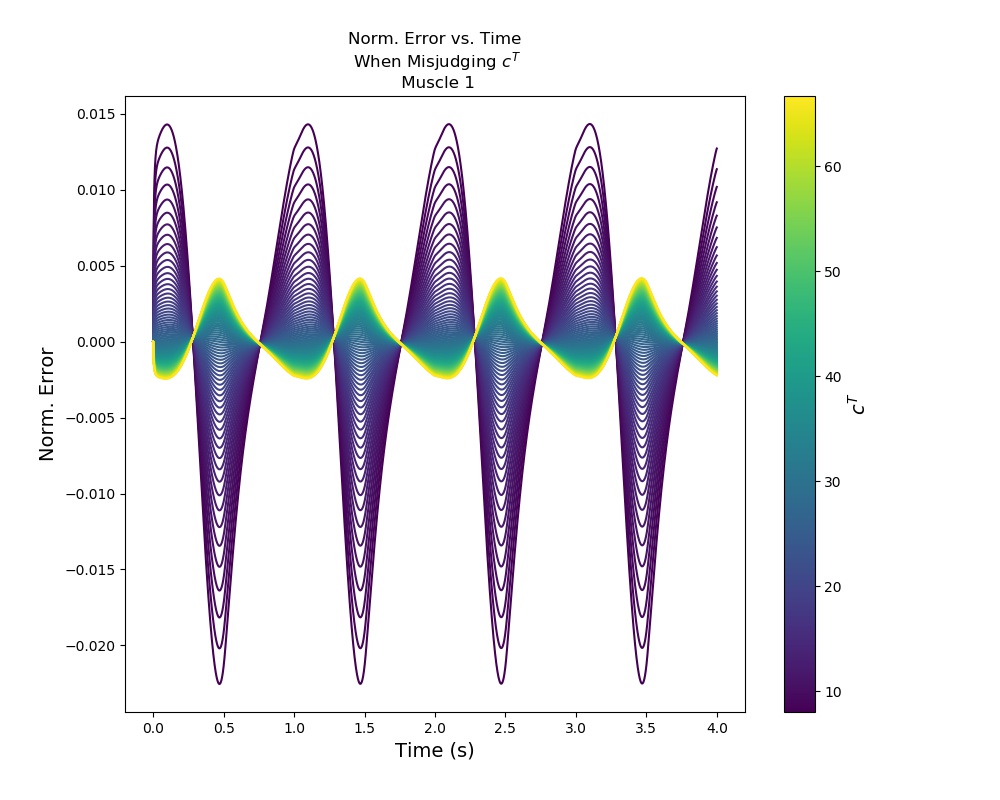 Norm. Error vs. Time
When Misjudging c^T
Muscle 1
0.015
0.010
0.005
0.000
−0.005
−0.010
−0.015
−0.020
Norm. Error
0.0 0.5 1.0 1.5 2.0 2.5 3.0 3.5 4.0
Time (s)
60
50
40
30
20
10
c^T